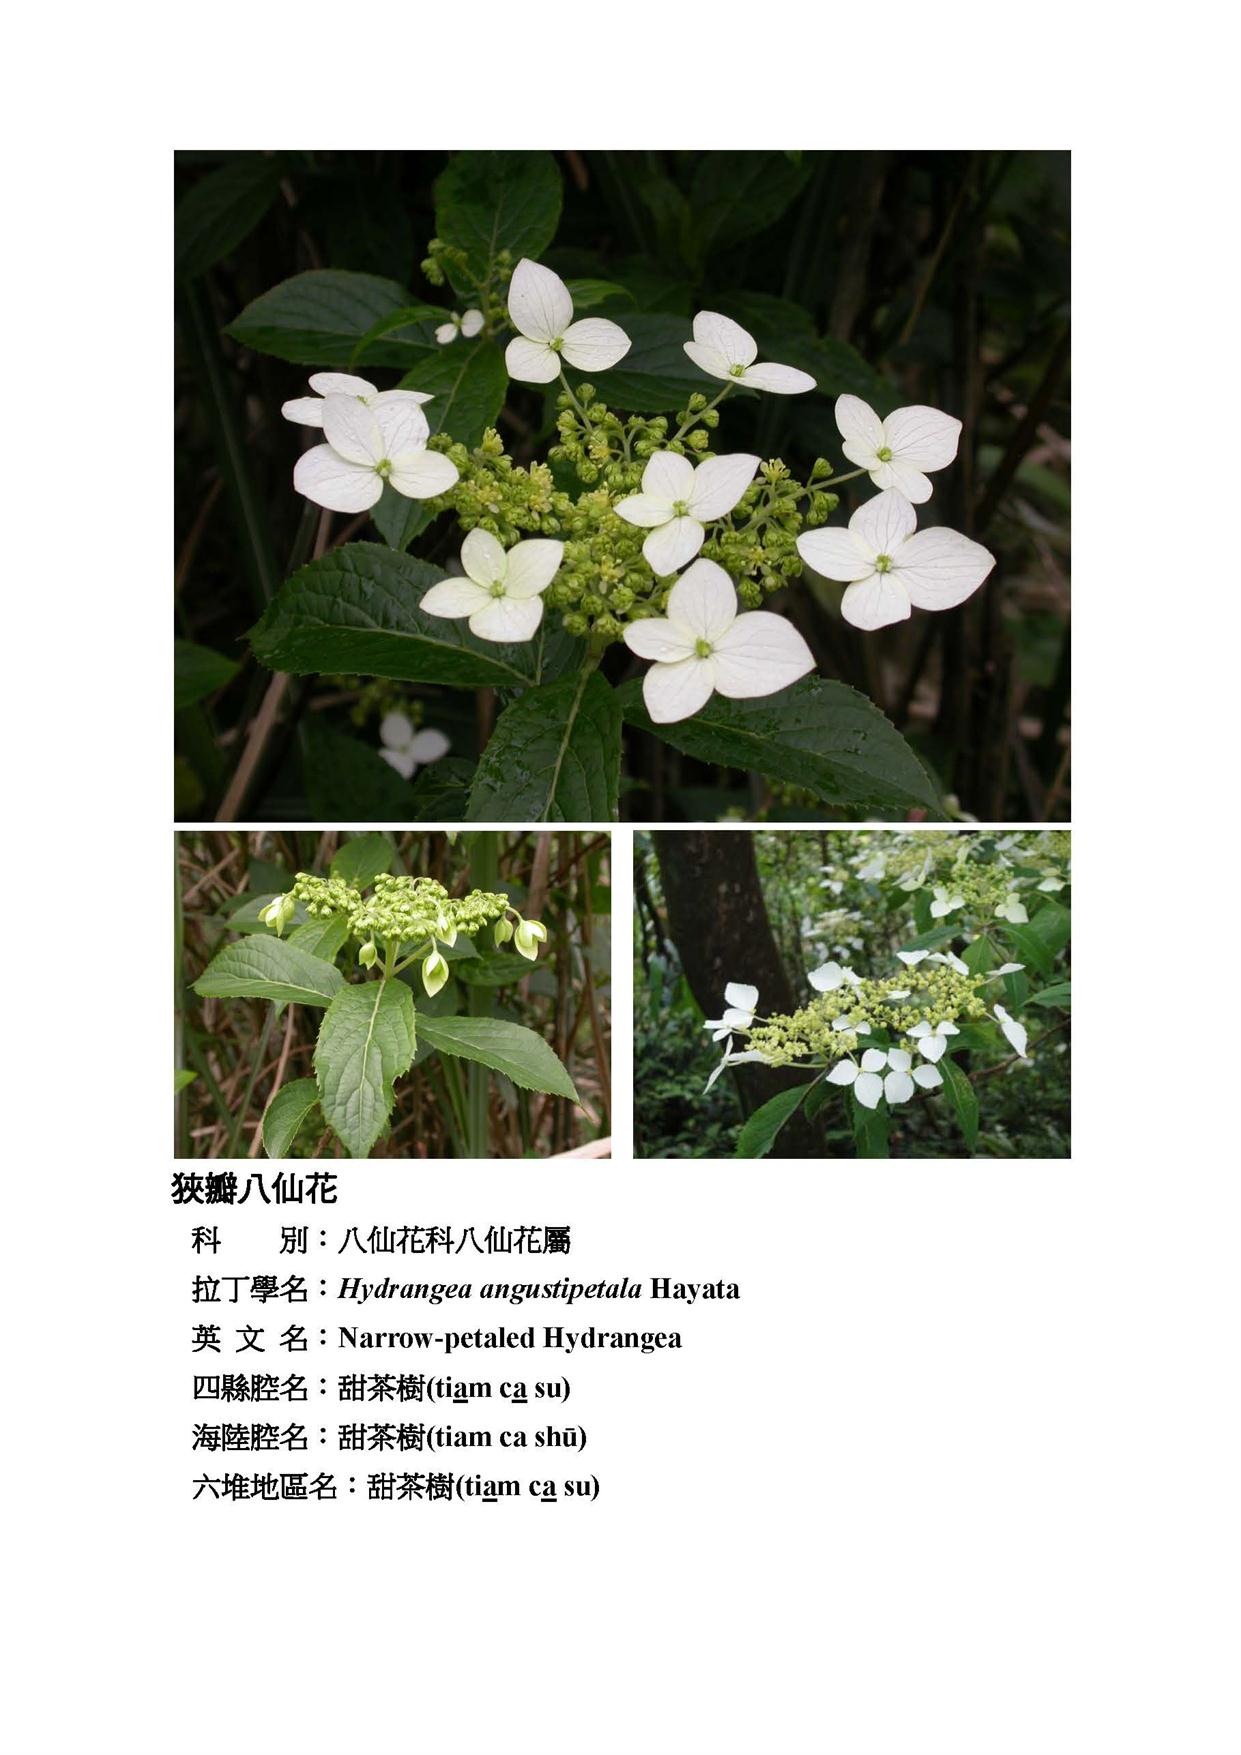 狹瓣八仙花
科　　別：八仙花科八仙花屬
拉丁學名：Hydrangea angustipetala Hayata
英 文 名：Narrow-petaled Hydrangea
四縣腔名：甜茶樹(tiam ca su)
海陸腔名：甜茶樹(tiam ca shū)
六堆地區名：甜茶樹(tiam ca su)